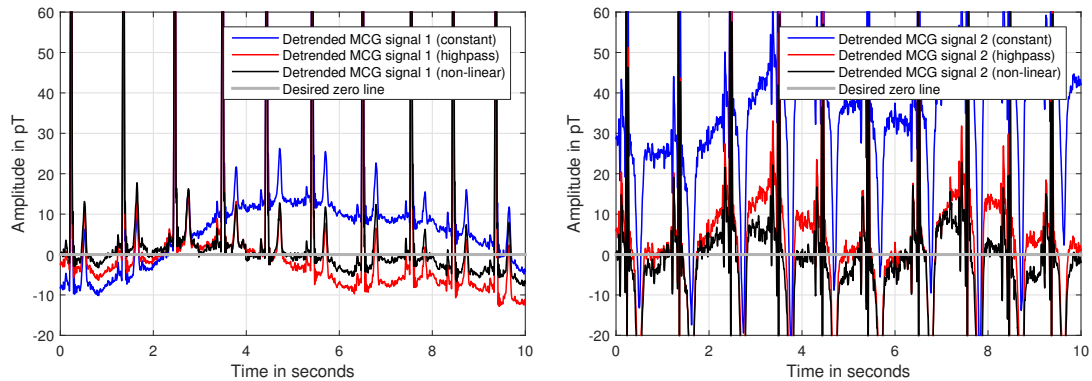 60
50
40
30
20
10
0
-10
-20
Amplitude in pT
0 2 4 6 8 10
Time in seconds
Detrended MCG signal 1 (constant)
Detrended MCG signal 1 (highpass)
Detrended MCG signal 1 (non-linear)
Desired zero line
60
50
40
30
20
10
0
-10
-20
Amplitude in pT
0 2 4 6 8 10
Time in seconds
Detrended MCG signal 2 (constant)
Detrended MCG signal 2 (highpass)
Detrended MCG signal 2 (non-linear)
Desired zero line